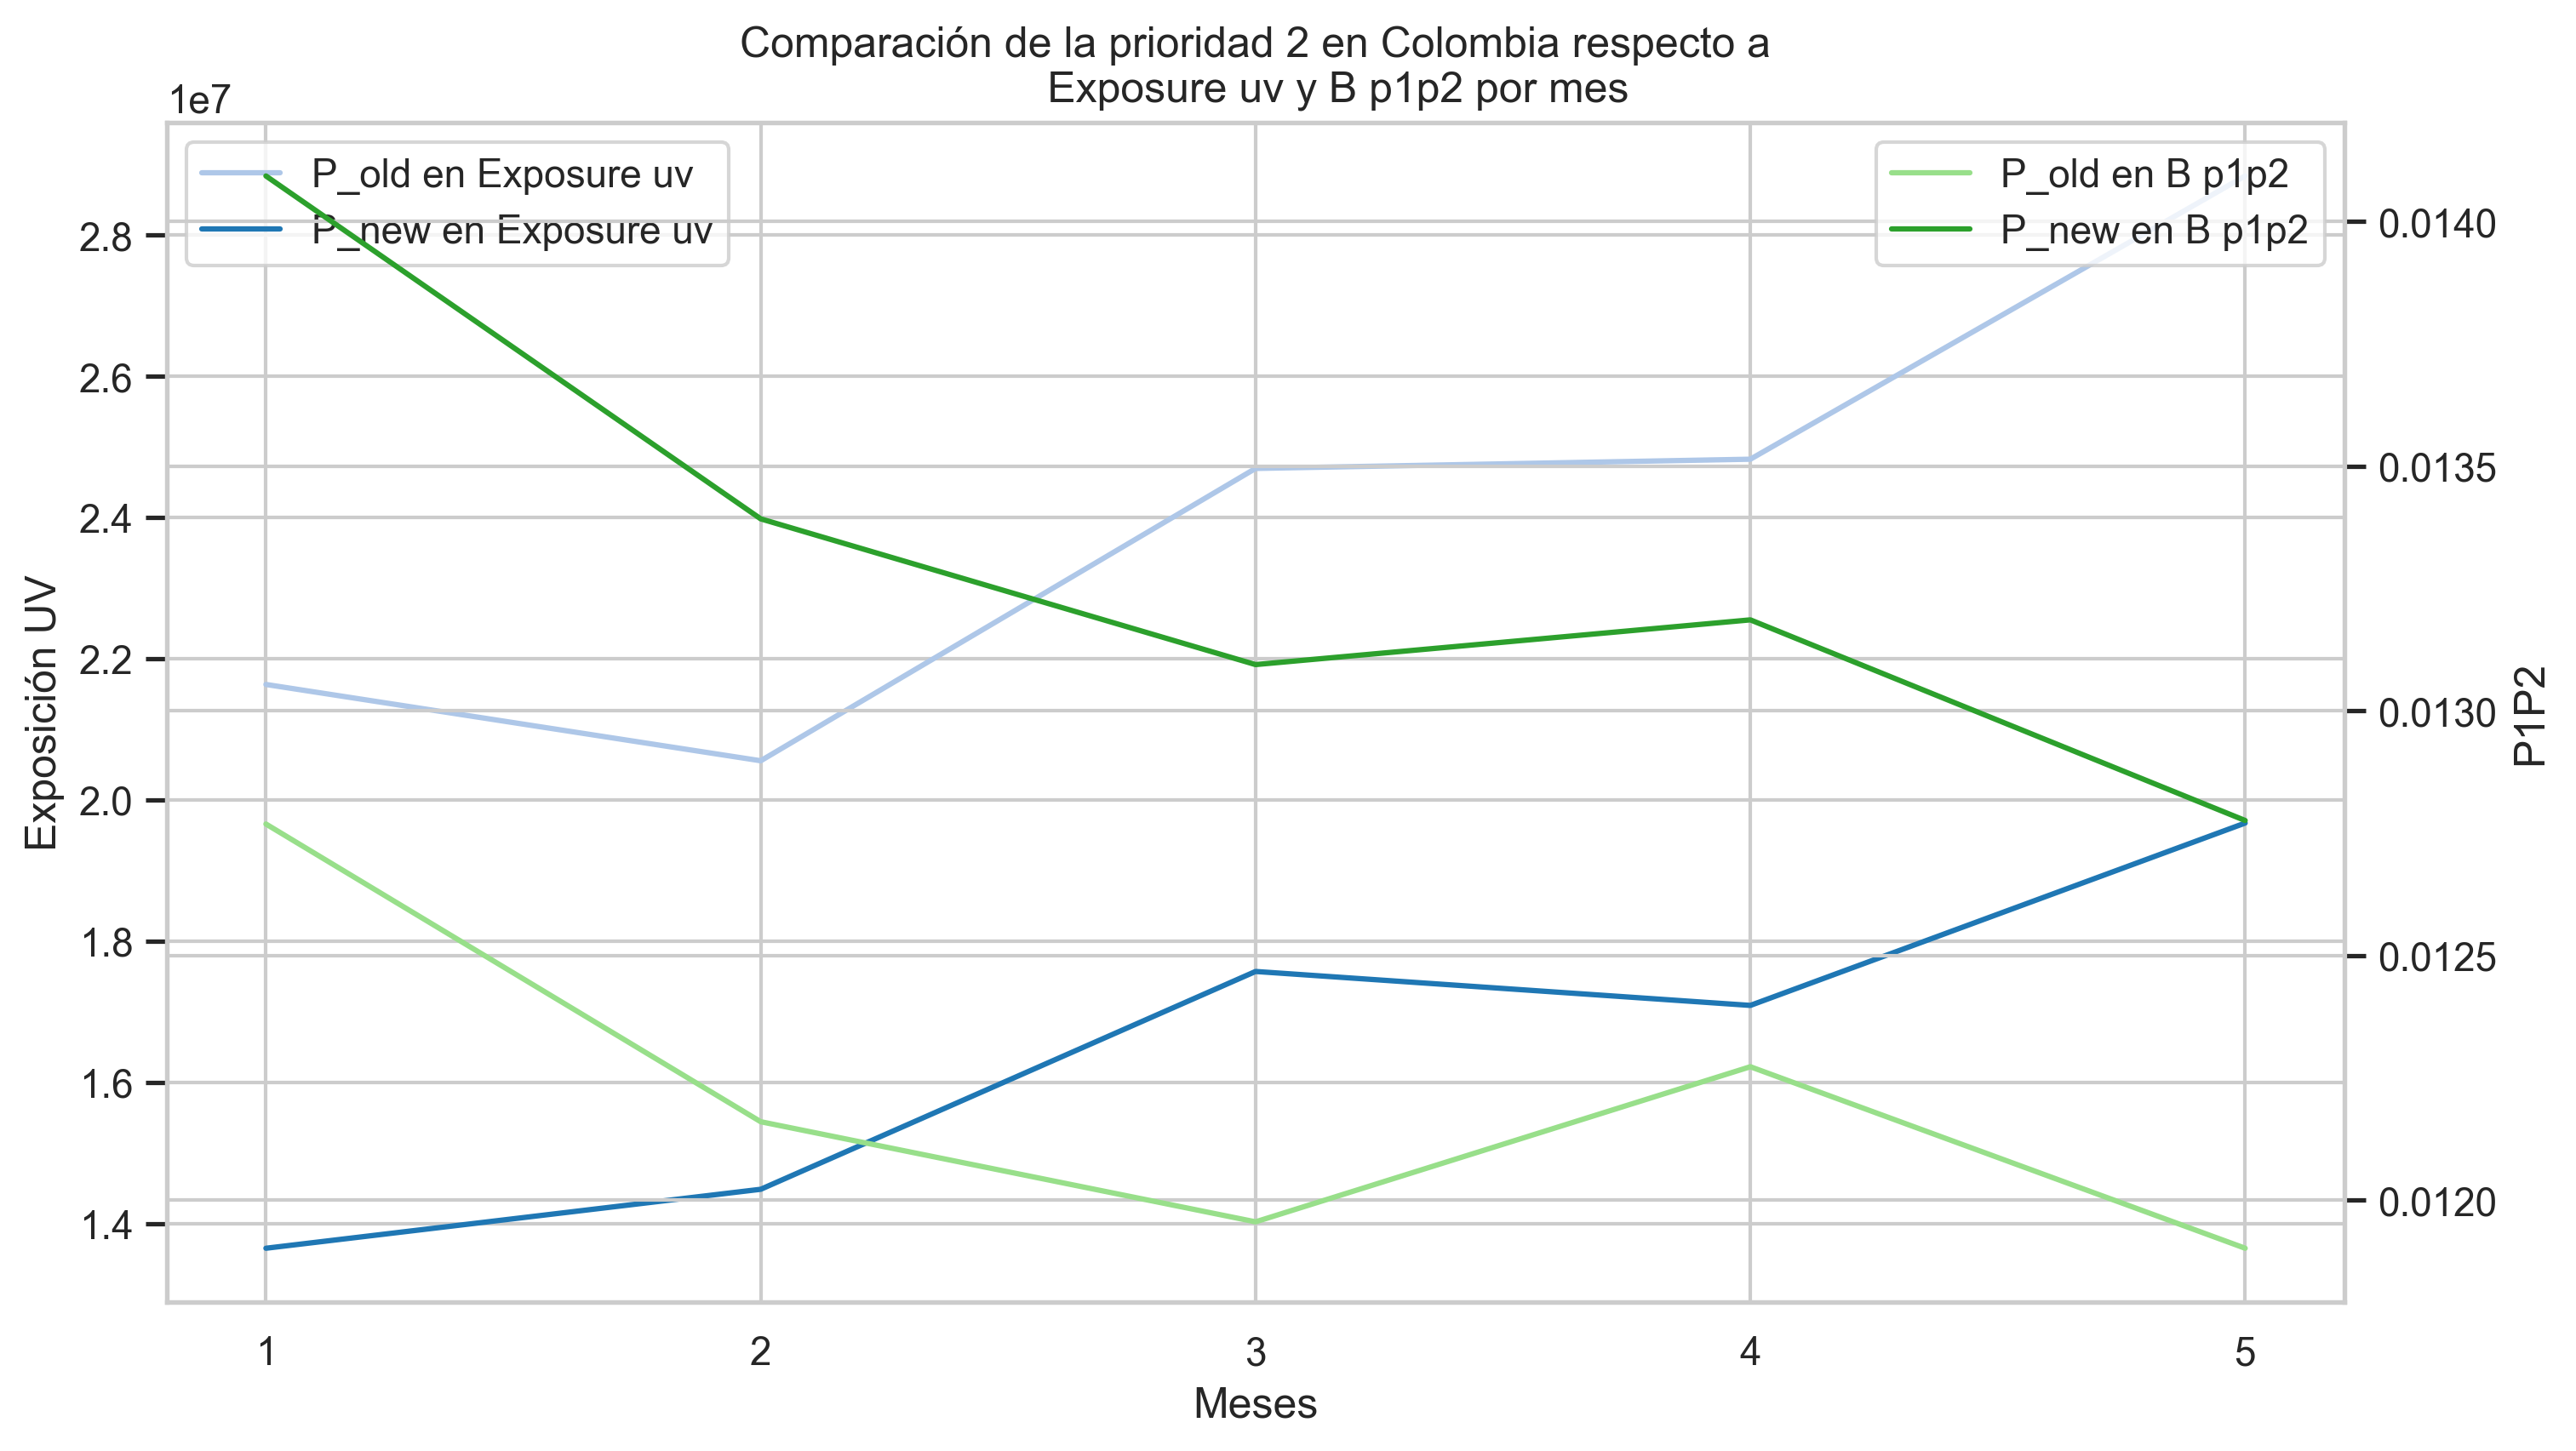 Comparación de la prioridad 2 en Colombia respecto a
Exposure uv y B p1p2 por mes
1e7
P_old en Exposure uv
P_new en Exposure uv
P_old en B p1p2
P_new en B p1p2
2.8
2.6
2.4
2.2
2.0
1.8
1.6
1.4
Exposición UV
0.0140
0.0135
0.0130
0.0125
0.0120
P1P2
1 2 3 4 5
Meses